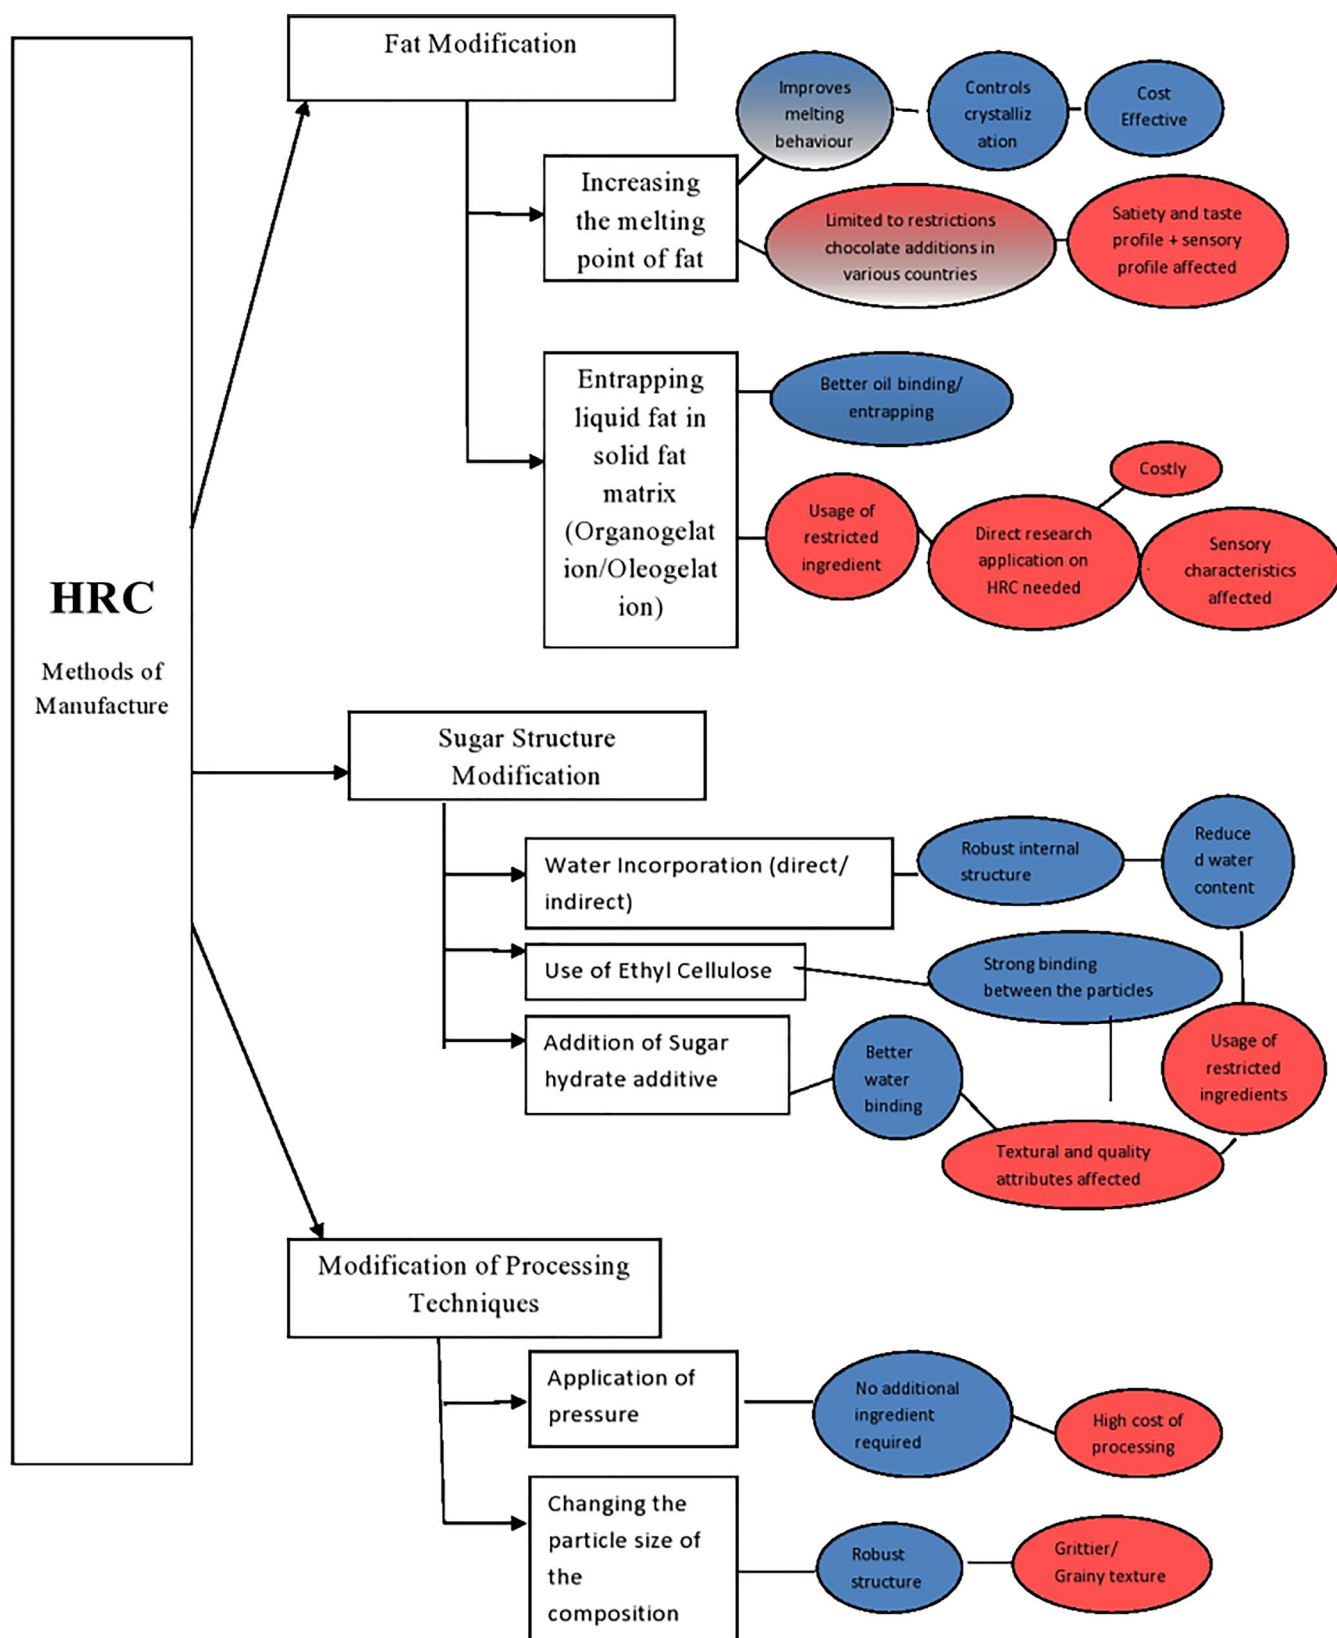 HRC
Methods of
Manufacture
Fat Modification
Increasing
the melting
point of fat
Improves
melting
behaviour
Controls
crystalliz
ation
Cost
Effective
Limited to restrictions
chocolate additions in
various countries
Satiety and taste
profile + sensory
profile affected
Entrapping
liquid fat in
solid fat
matrix
(Organogelat
ion/Oleogelat
ion)
Better oil binding/
entrapping
Usage of
restricted
ingredient
Direct research
application on
HRC needed
Costly
Sensory
characteristics
affected
Sugar Structure
Modification
Water Incorporation (direct/
indirect)
Robust internal
structure
Reduce
d water
content
Use of Ethyl Cellulose
Strong binding
between the particles
Addition of Sugar
hydrate additive
Better
water
binding
Usage of
restricted
ingredients
Textural and quality
attributes affected
Modification of Processing
Techniques
Application of
pressure
No additional
ingredient
required
High cost of
processing
Changing the
particle size of
the
composition
Robust
structure
Grittier/
Grainy texture